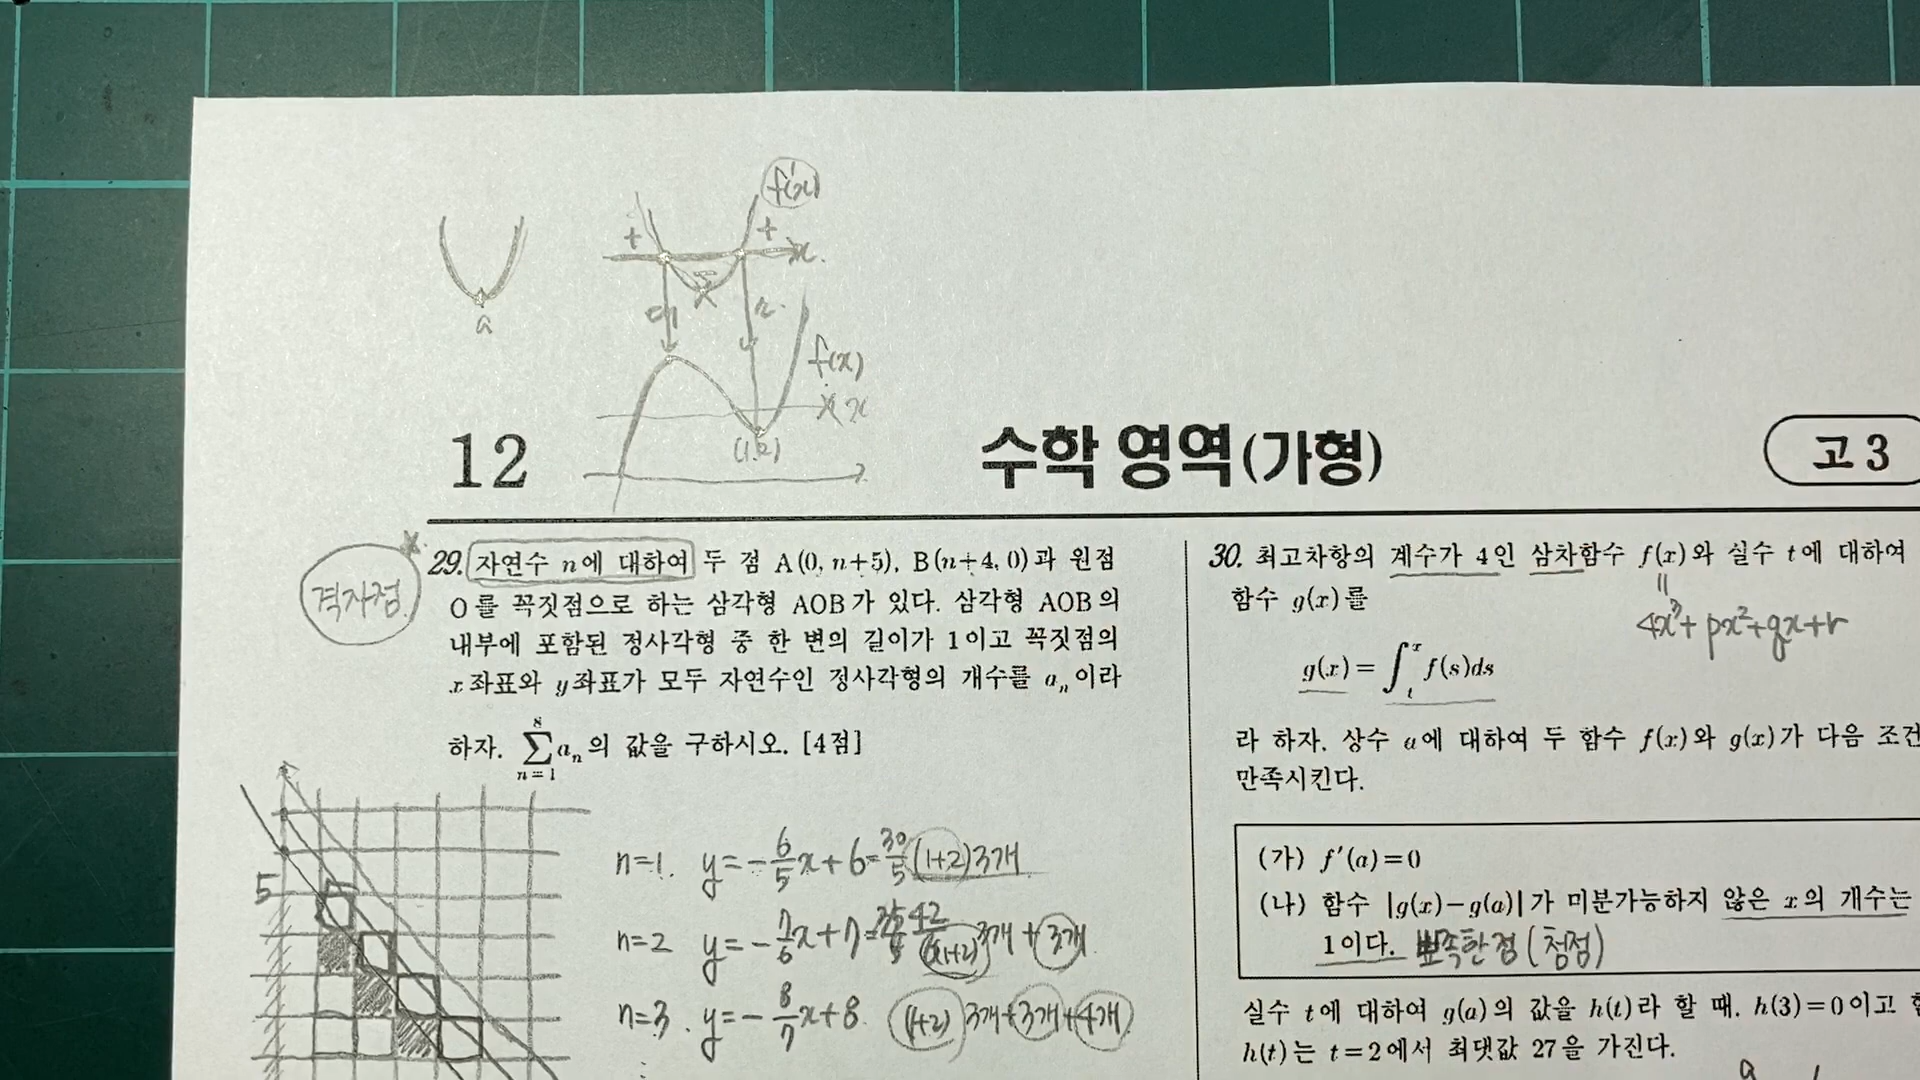 f'(x)
+ +
x.
a
f(x)
x
12
수학 영역(가형)
고 3
격자점
29. 자연수 n에 대하여 두 점 A(0, n+5), B(n+4, 0)과 원점
O를 꼭짓점으로 하는 삼각형 AOB가 있다. 삼각형 AOB의
내부에 포함된 정사각형 중 한 변의 길이가 1이고 꼭짓점의
x좌표와 y좌표가 모두 자연수인 정사각형의 개수를 aₙ이라
하자. ∑_{n=1}^{8} aₙ의 값을 구하시오. [4점]
5
n=1. y=-6/5x+6=30/5 (1+2)3개
n=2 y=-7/6x+7= 42 (1+2) 3개+3개
n=3. y=-8/7x+8. (1+2) 3개+3개+4개
30. 최고차항의 계수가 4인 삼차함수 f(x)와 실수 t에 대하여
함수 g(x)를
4x³+px²+qx+r
g(x)=∫_t^x f(s)ds
라 하자. 상수 a에 대하여 두 함수 f(x)와 g(x)가 다음 조건
만족시킨다.
(가) f'(a)=0
(나) 함수 |g(x)-g(a)|가 미분가능하지 않은 x의 개수는
1이다. 뾰족한 점(첨점)
실수 t에 대하여 g(a)의 값을 h(t)라 할 때, h(3)=0이고
h(t)는 t=2에서 최댓값 27을 가진다.